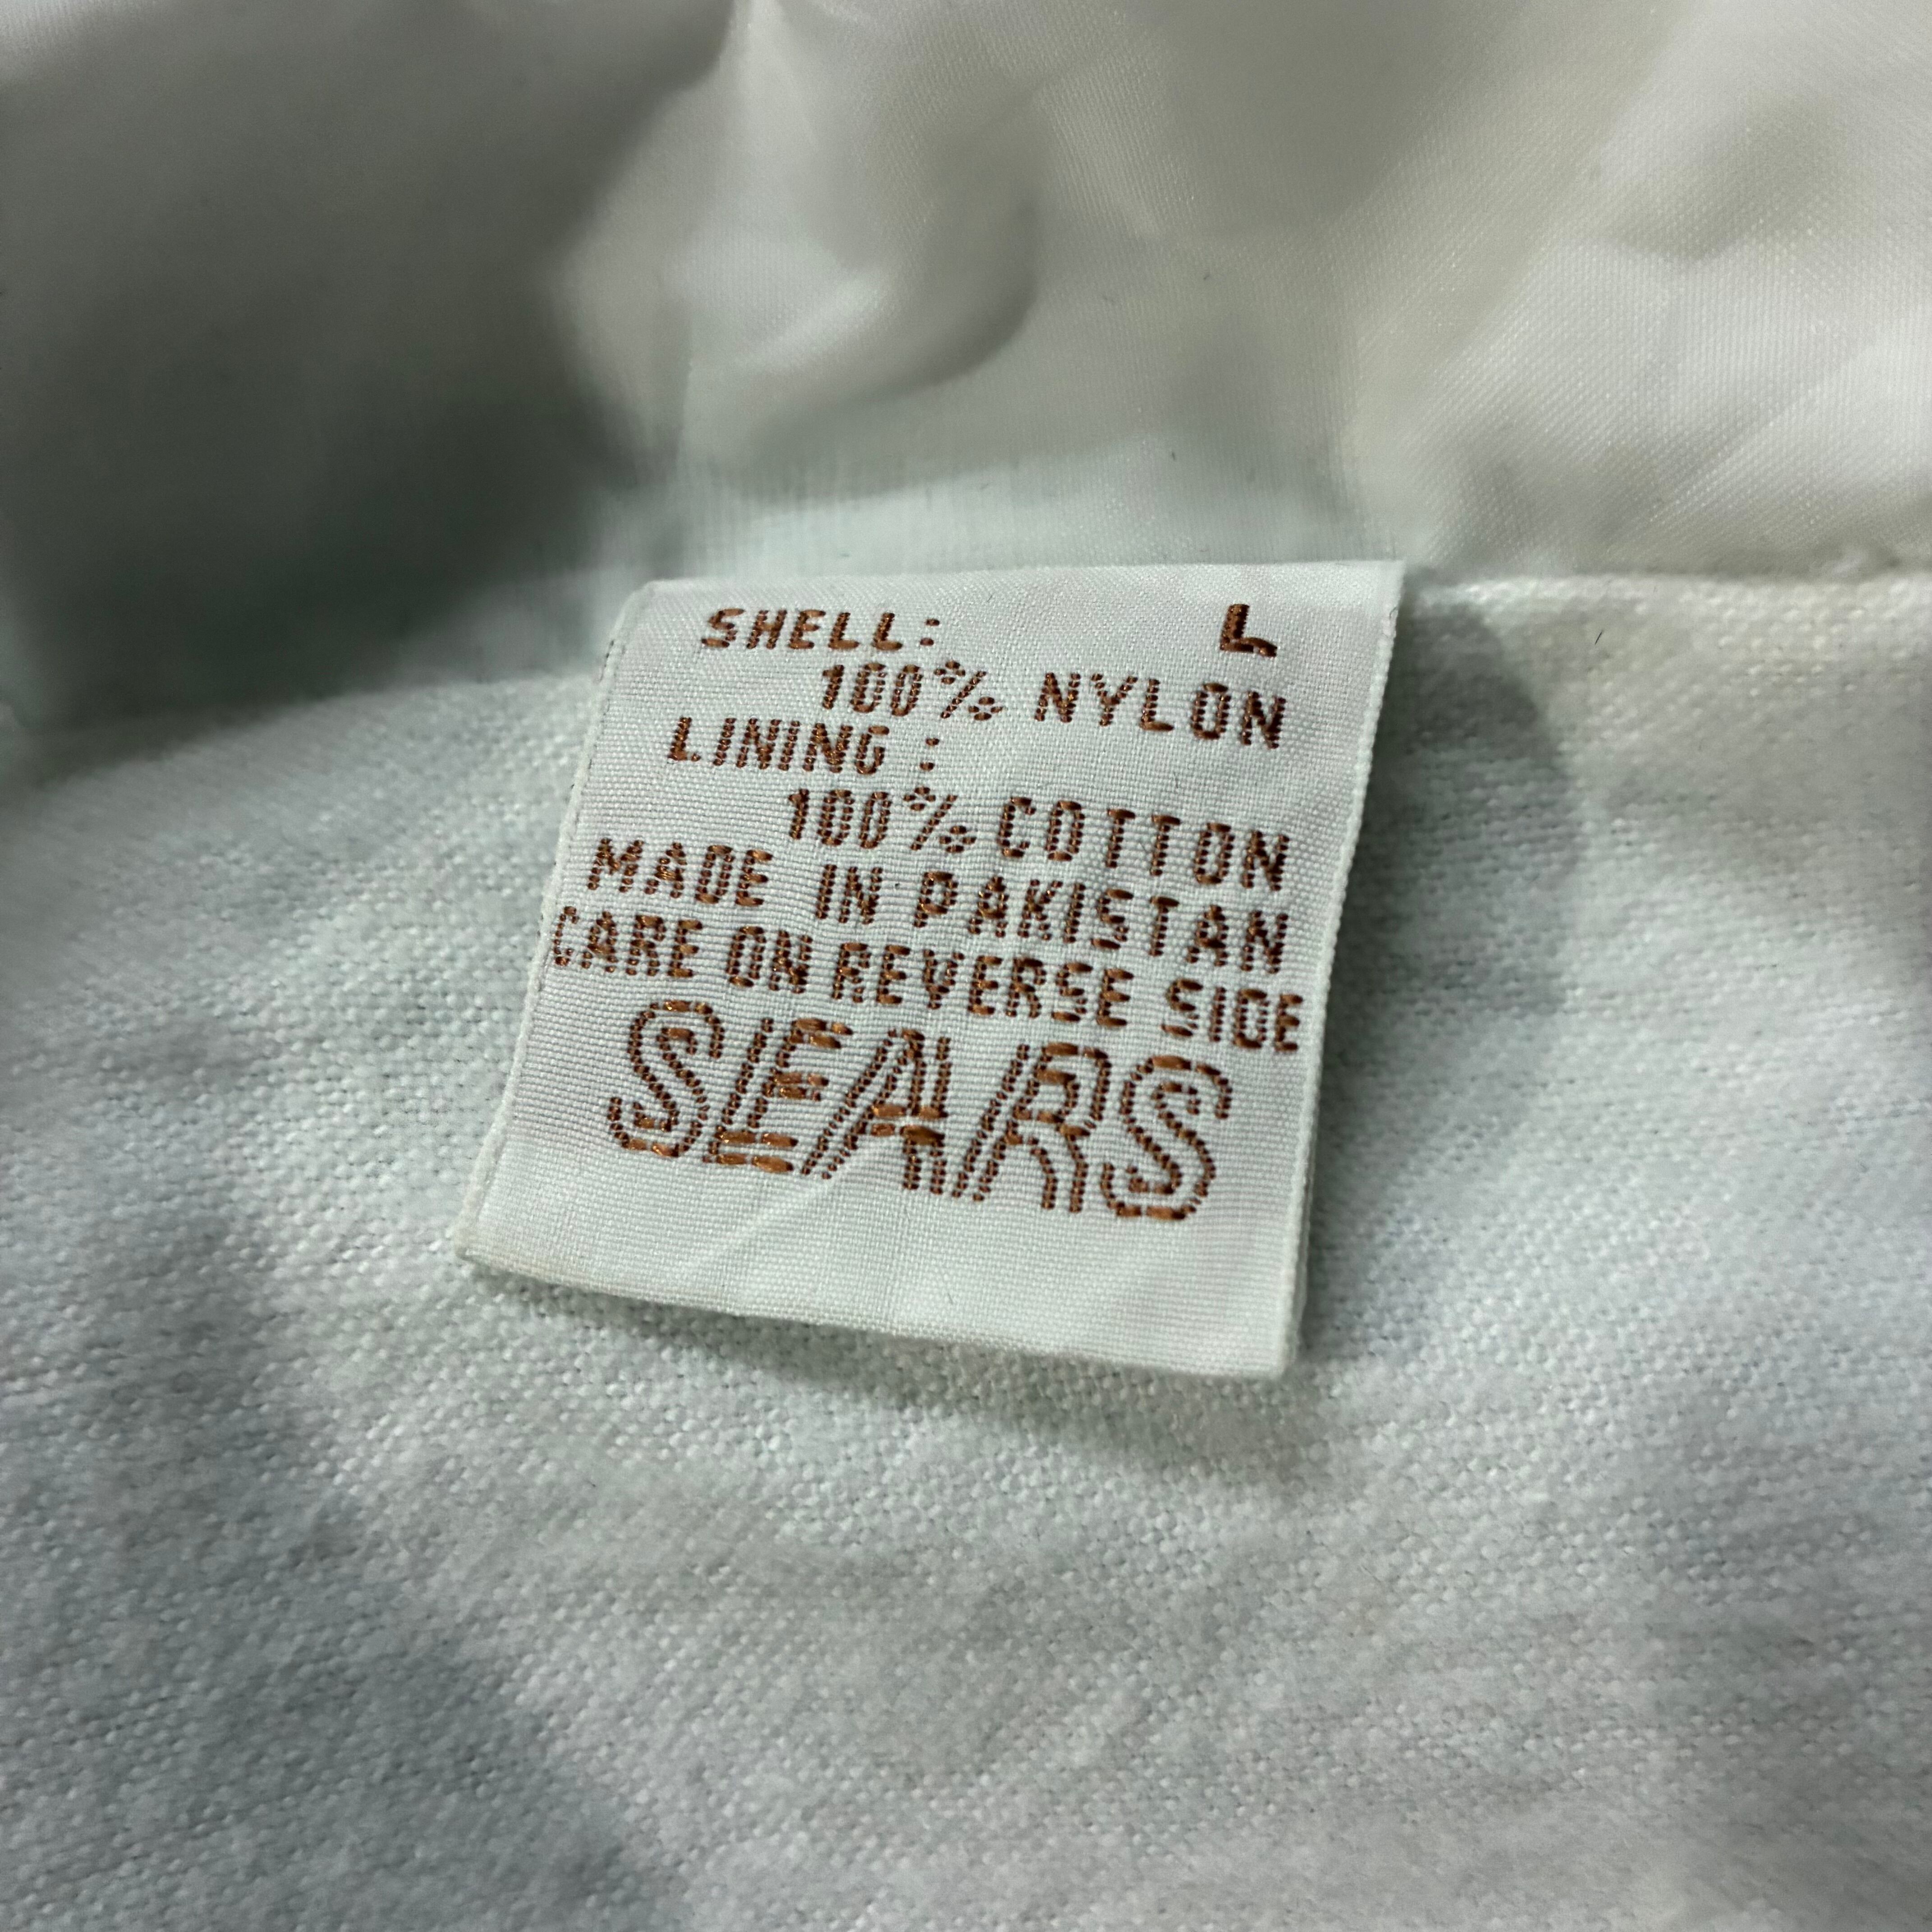 SHELL: L
100% NYLON
LINING :
100% COTTON
MADE IN PAKISTAN
CARE ON REVERSE SIDE
SEARS